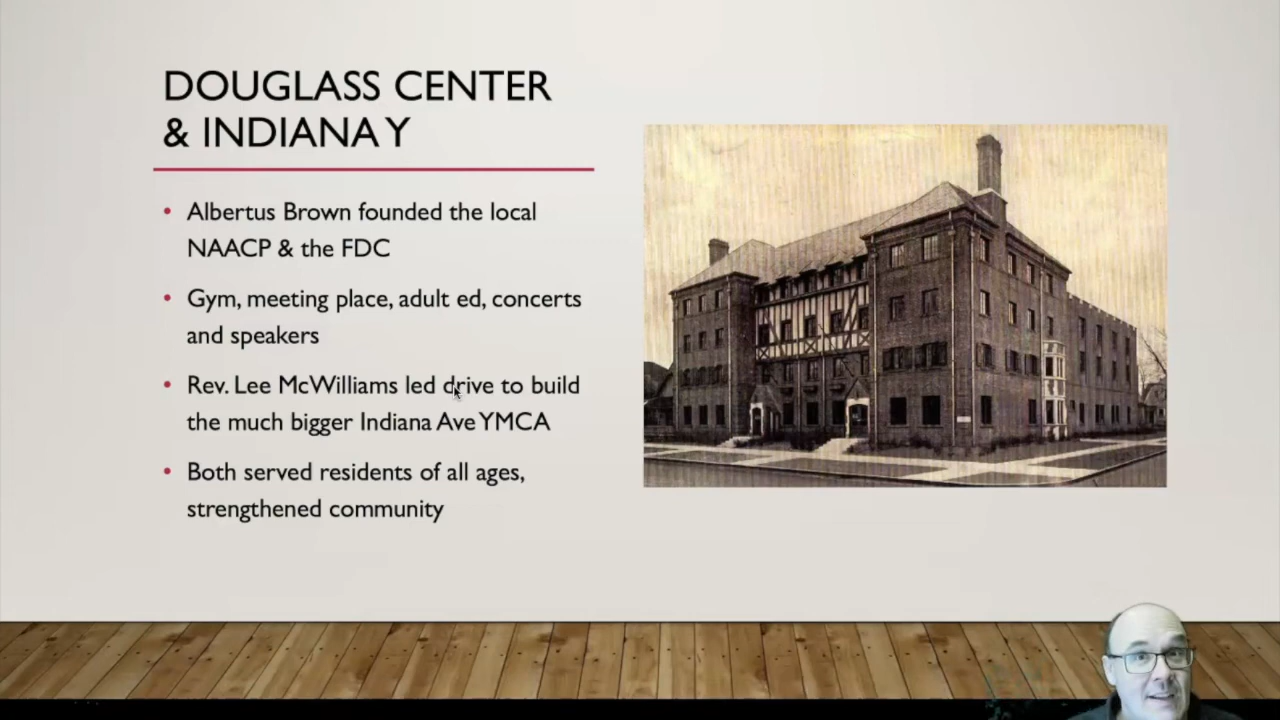 DOUGLASS CENTER
& INDIANA Y
• Albertus Brown founded the local
NAACP & the FDC
• Gym, meeting place, adult ed, concerts
and speakers
• Rev. Lee McWilliams led drive to build
the much bigger Indiana Ave YMCA
• Both served residents of all ages,
strengthened community